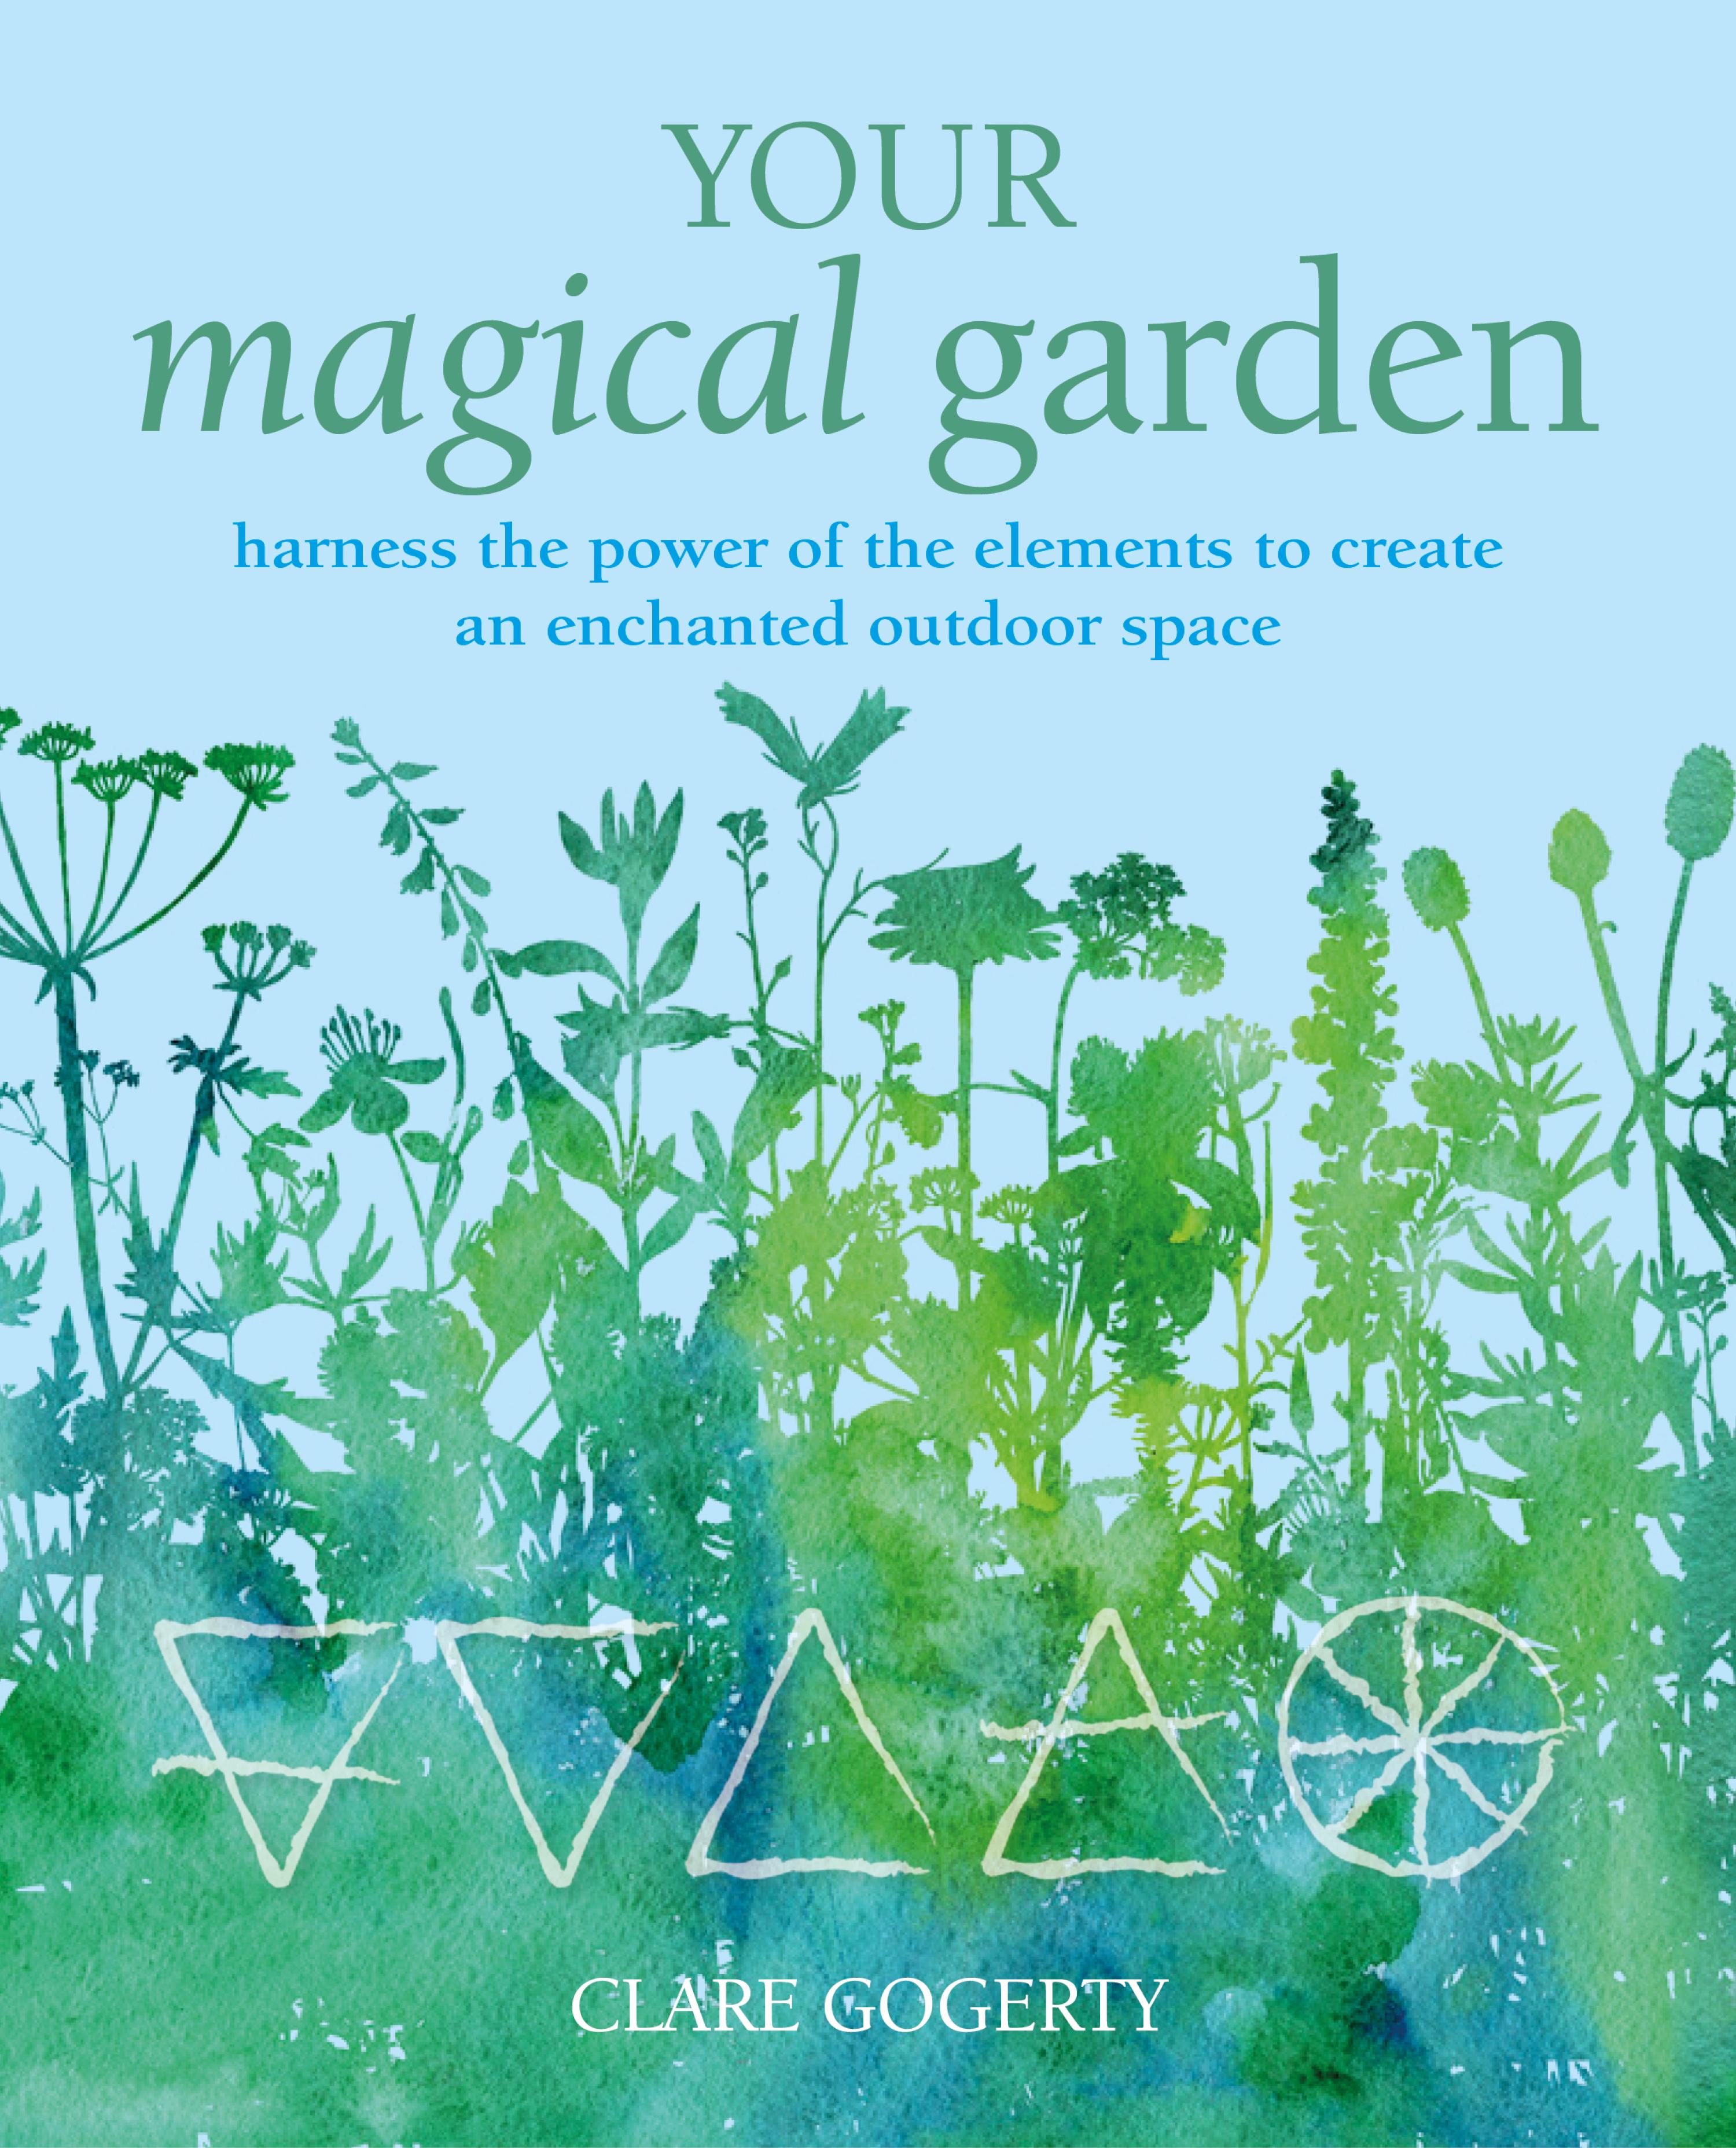 YOUR
magical garden
harness the power of the elements to create
an enchanted outdoor space
CLARE GOGERTY